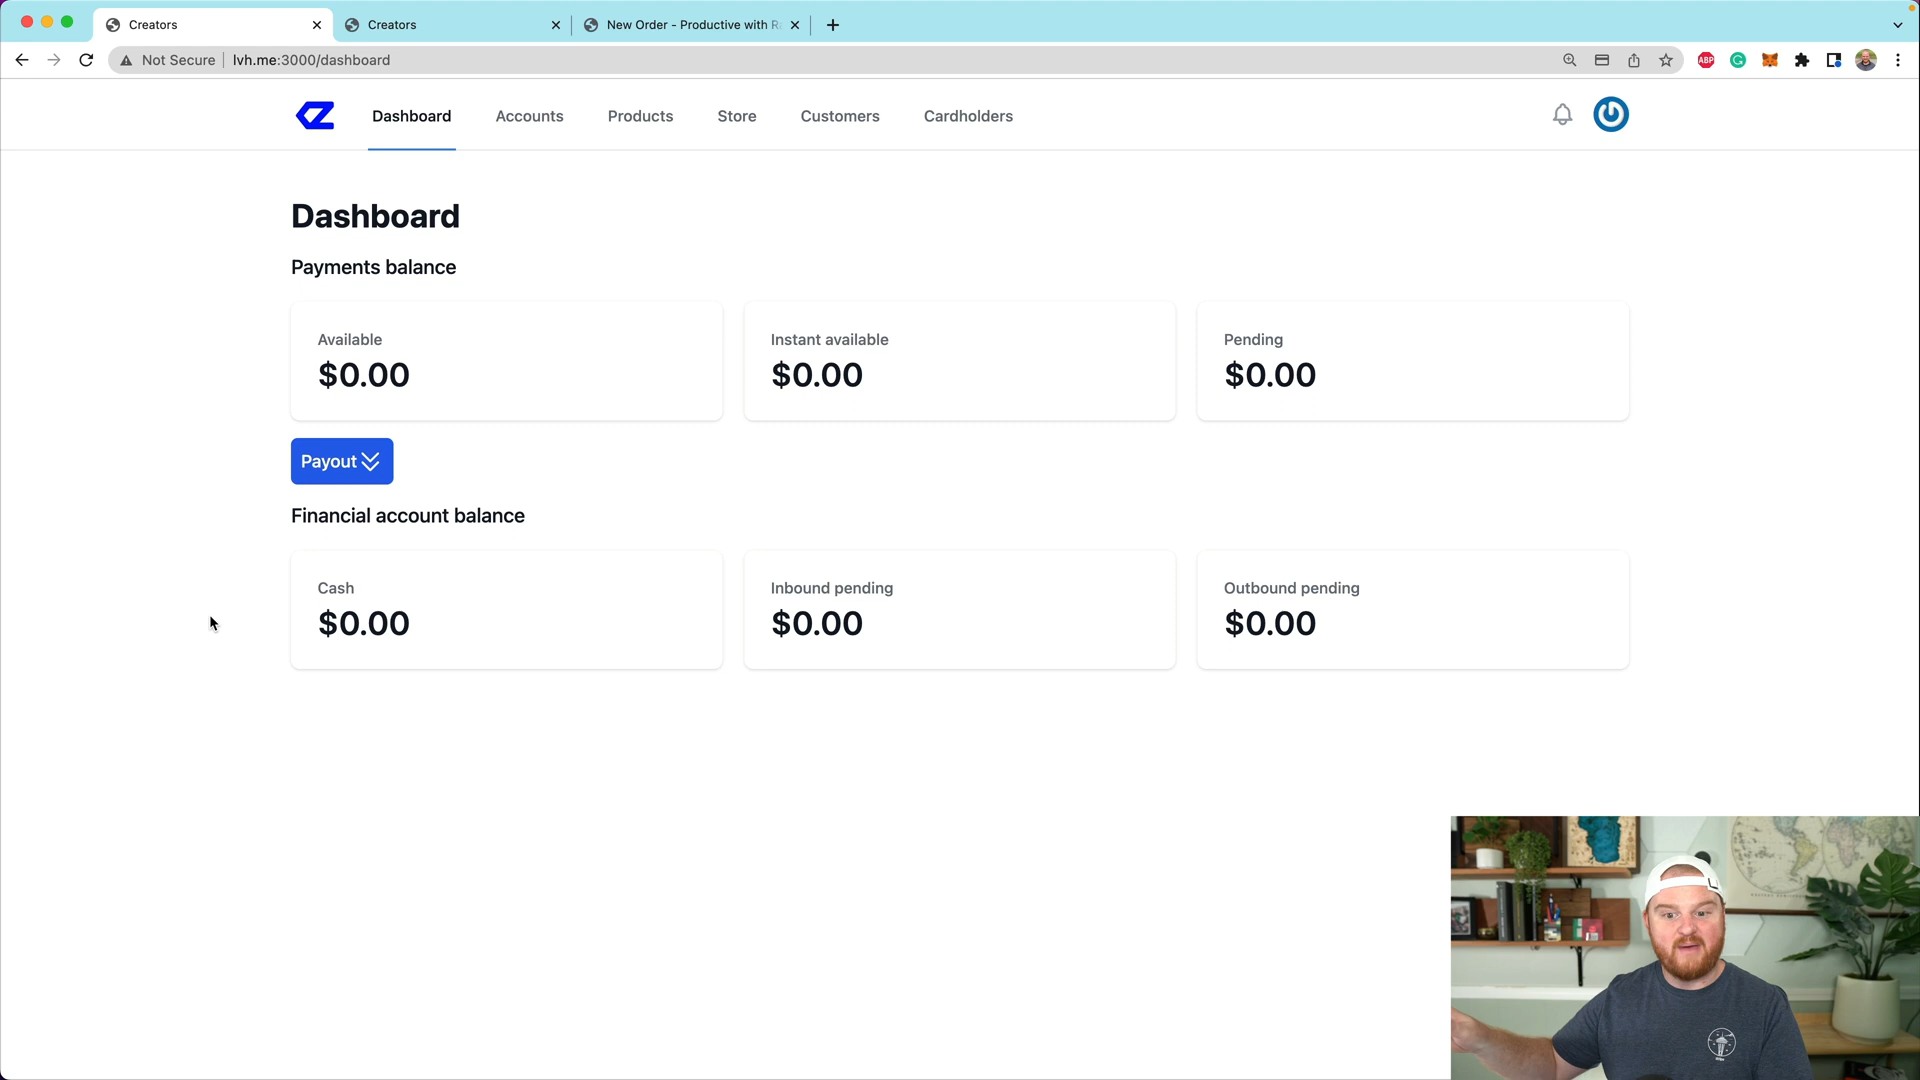 Creators
Creators
New Order - Productive with R
Not Secure
lvh.me:3000/dashboard
ABP
Dashboard
Accounts
Products
Store
Customers
Cardholders
Dashboard
Payments balance
Available
$0.00
Instant available
$0.00
Pending
$0.00
Payout
Financial account balance
Cash
$0.00
Inbound pending
$0.00
Outbound pending
$0.00